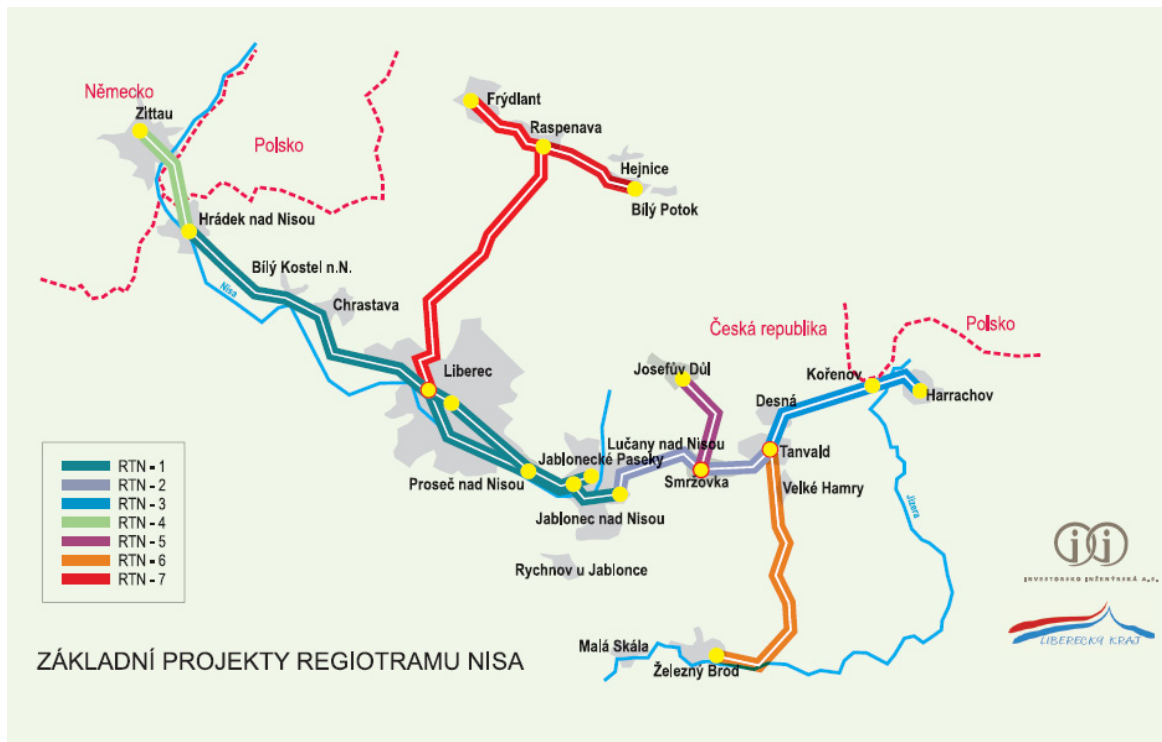 Německo
Zittau
Polsko
Frýdlant
Raspenava
Hejnice
Bílý Potok
Hrádek nad Nisou
Bílý Kostel n.N.
Nisa
Chrastava
Liberec
Česká republika
Polsko
Josefův Důl
Kořenov
Harrachov
Desná
Lučany nad Nisou
Tanvald
Jablonecké Paseky
Smržovka
Proseč nad Nisou
Velké Hamry
Jablonec nad Nisou
Jizera
Rychnov u Jablonce
Malá Skála
Železný Brod
RTN - 1
RTN - 2
RTN - 3
RTN - 4
RTN - 5
RTN - 6
RTN - 7
INVESTORSKO INŽENÝRSKÁ A.S.
LIBERECKÝ KRAJ
ZÁKLADNÍ PROJEKTY REGIOTRAMU NISA